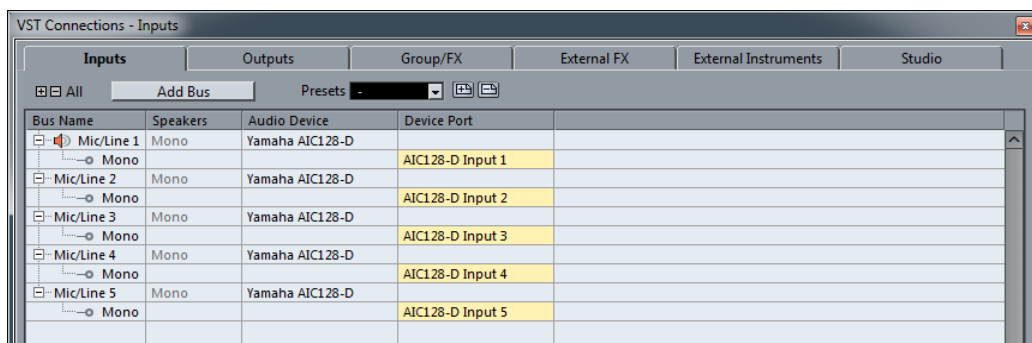 VST Connections - Inputs
Inputs Outputs Group/FX External FX External Instruments Studio
All Add Bus Presets -
Bus Name Speakers Audio Device Device Port
Mic/Line 1 Mono Yamaha AIC128-D
Mono AIC128-D Input 1
Mic/Line 2 Mono Yamaha AIC128-D
Mono AIC128-D Input 2
Mic/Line 3 Mono Yamaha AIC128-D
Mono AIC128-D Input 3
Mic/Line 4 Mono Yamaha AIC128-D
Mono AIC128-D Input 4
Mic/Line 5 Mono Yamaha AIC128-D
Mono AIC128-D Input 5